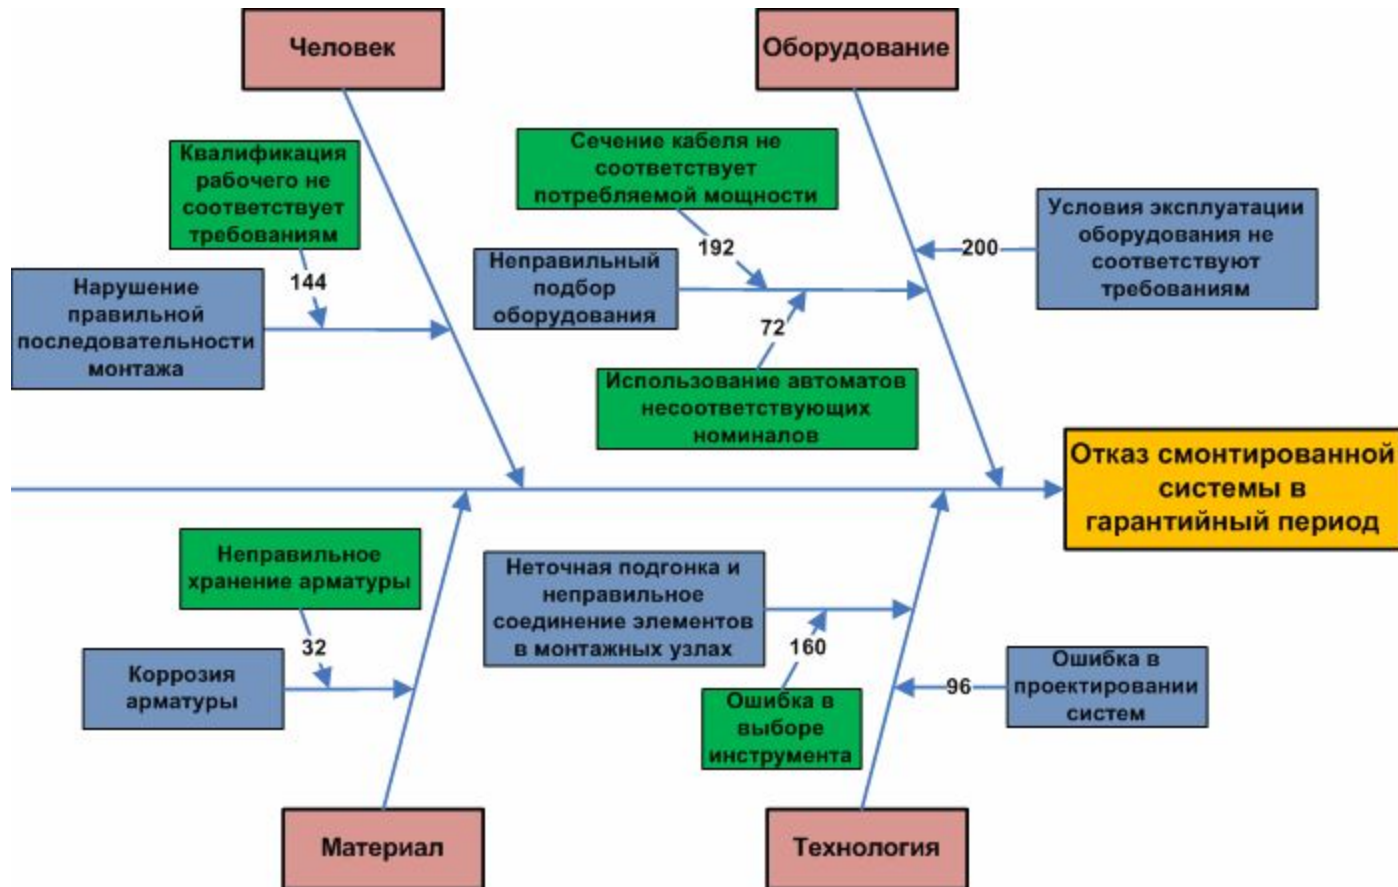 Человек
Оборудование
Квалификация
рабочего не
соответствует
требованиям
144
Нарушение
правильной
последовательности
монтажа
Сечение кабеля не
соответствует
потребляемой мощности
192
Неправильный
подбор
оборудования
72
Использование автоматов
несоответствующих
номиналов
200
Условия эксплуатации
оборудования не
соответствуют
требованиям
Отказ смонтированной
системы в
гарантийный период
Неправильное
хранение арматуры
32
Коррозия
арматуры
Неточная подгонка и
неправильное
соединение элементов
в монтажных узлах
160
Ошибка в
выборе
инструмента
96
Ошибка в
проектировании
систем
Материал
Технология